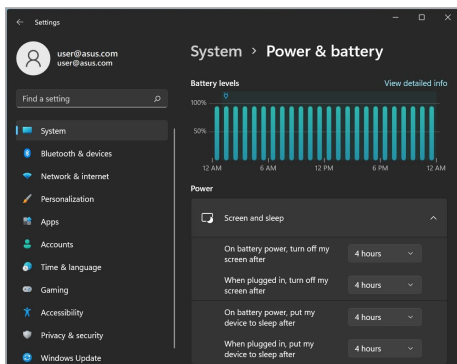 Settings
user@asus.com
user@asus.com
Find a setting
System
Bluetooth & devices
Network & internet
Personalization
Apps
Accounts
Time & language
Gaming
Accessibility
Privacy & security
Windows Update
System > Power & battery
Battery levels
View detailed info
100%
50%
12 AM 6 AM 12 PM 6 PM 12 AM
Power
Screen and sleep
On battery power, turn off my
screen after
4 hours
When plugged in, turn off my
screen after
4 hours
On battery power, put my
device to sleep after
4 hours
When plugged in, put my
device to sleep after
4 hours